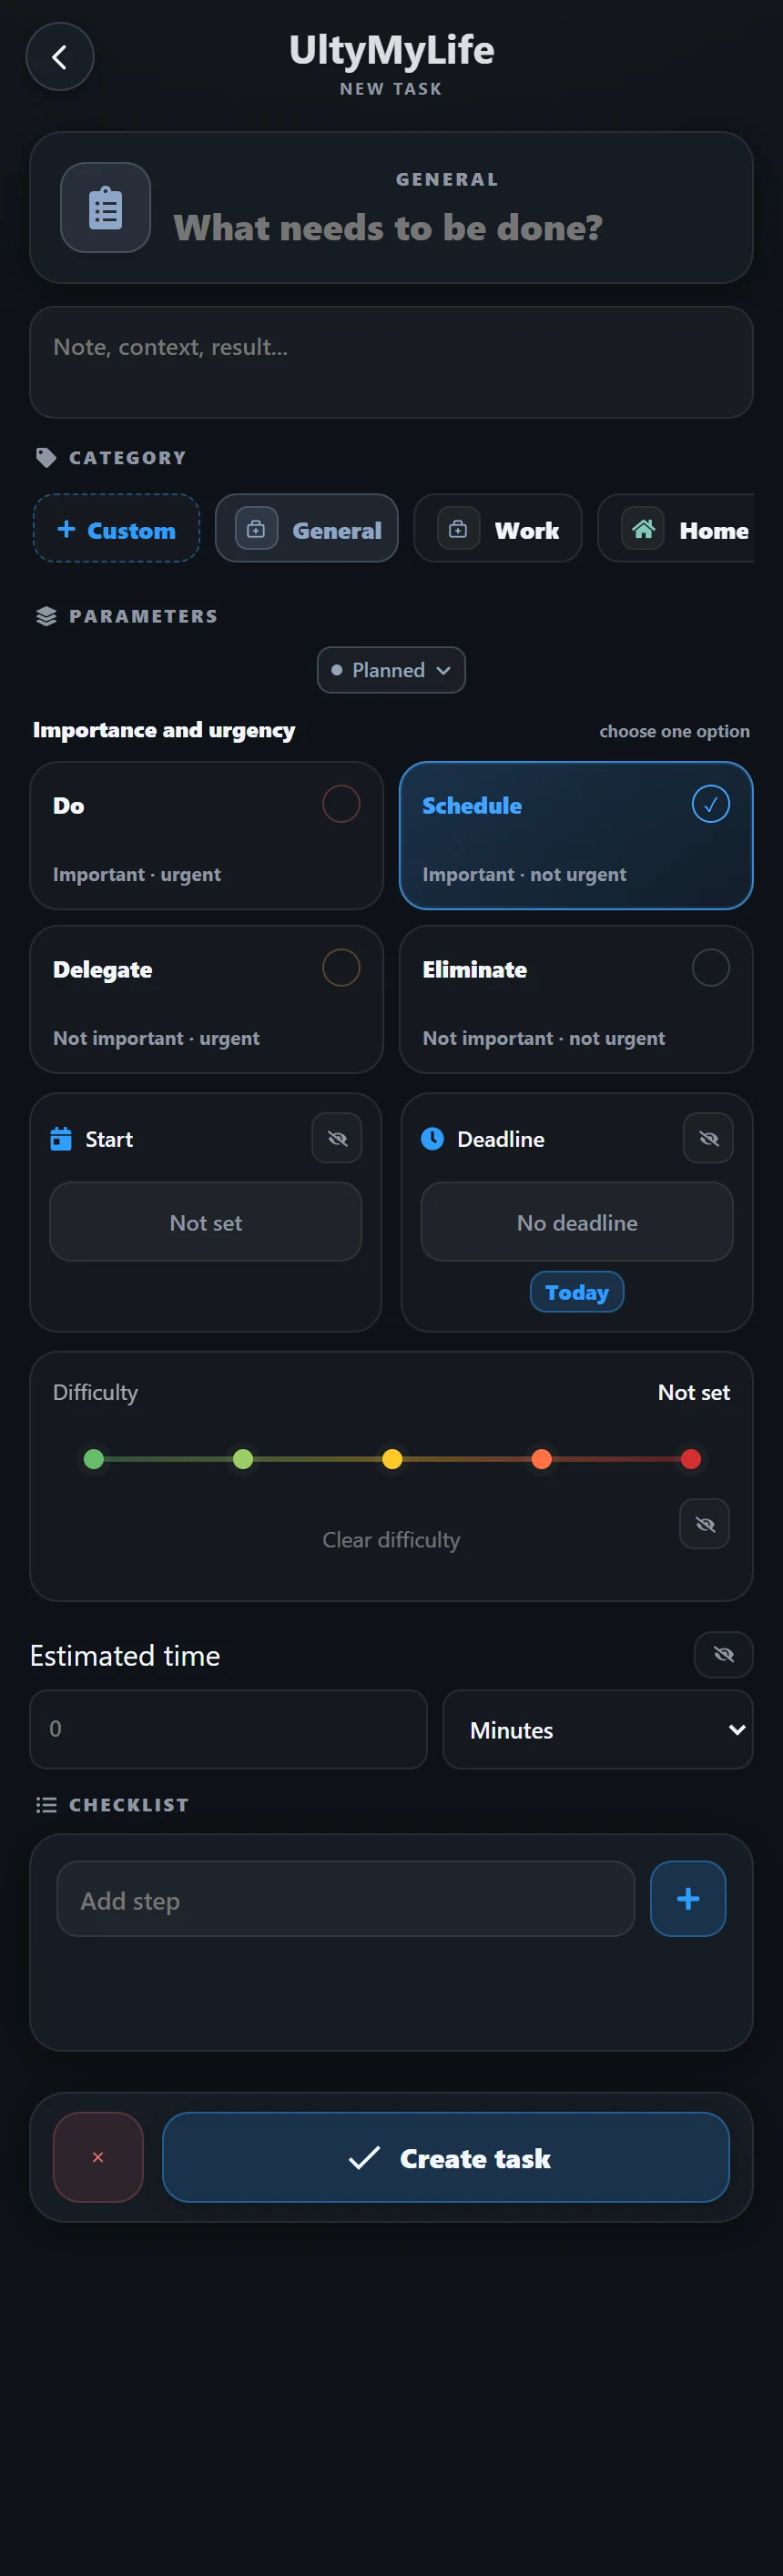 UltyMyLife
NEW TASK
GENERAL
What needs to be done?
Note, context, result...
CATEGORY
+ Custom
General
Work
Home
PARAMETERS
Planned
Importance and urgency
choose one option
Do
Important · urgent
Schedule
Important · not urgent
Delegate
Not important · urgent
Eliminate
Not important · not urgent
Start
Not set
Deadline
No deadline
Today
Difficulty
Not set
Clear difficulty
Estimated time
0
Minutes
CHECKLIST
Add step
Create task